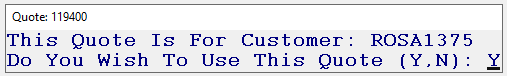 Quote: 119400
This Quote Is For Customer: ROSA1375
Do You Wish To Use This Quote (Y,N): Y